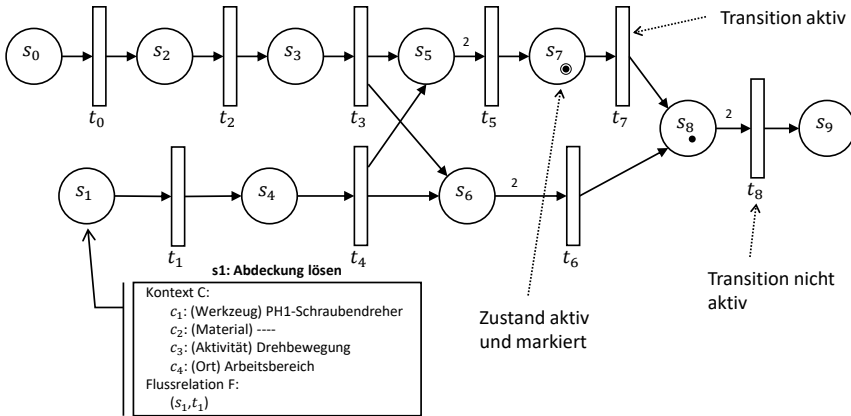 Transition aktiv
s₀
s₂
s₃
s₅
2
s₇
t₀
t₂
t₃
t₅
t₇
s₈
2
s₉
s₁
s₄
s₆
2
t₈
t₁
t₄
t₆
s1: Abdeckung lösen
Kontext C:
c₁: (Werkzeug) PH1-Schraubendreher
c₂: (Material) ----
c₃: (Aktivität) Drehbewegung
c₄: (Ort) Arbeitsbereich
Flussrelation F:
(s₁,t₁)
Zustand aktiv
und markiert
Transition nicht
aktiv